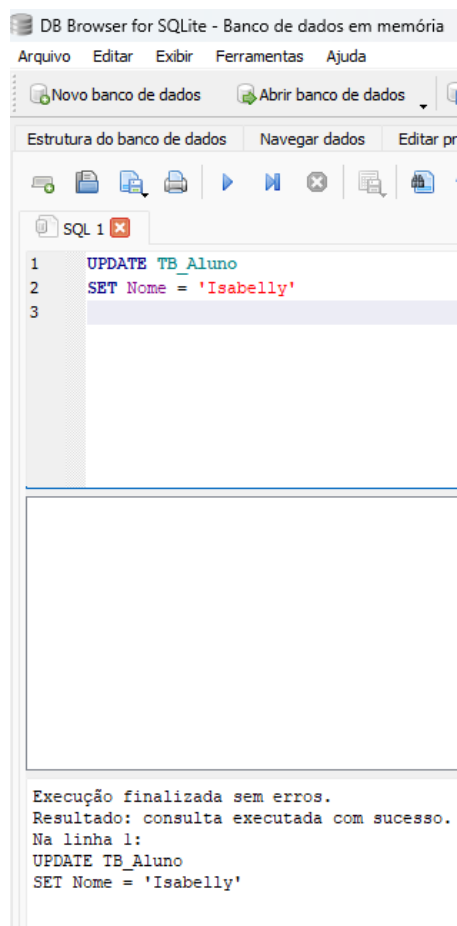 DB Browser for SQLite - Banco de dados em memória
Arquivo Editar Exibir Ferramentas Ajuda
Novo banco de dados Abrir banco de dados
Estrutura do banco de dados Navegar dados Editar pr
SQL 1
1 UPDATE TB_Aluno
2 SET Nome = 'Isabelly'
3
Execução finalizada sem erros.
Resultado: consulta executada com sucesso.
Na linha 1:
UPDATE TB_Aluno
SET Nome = 'Isabelly'